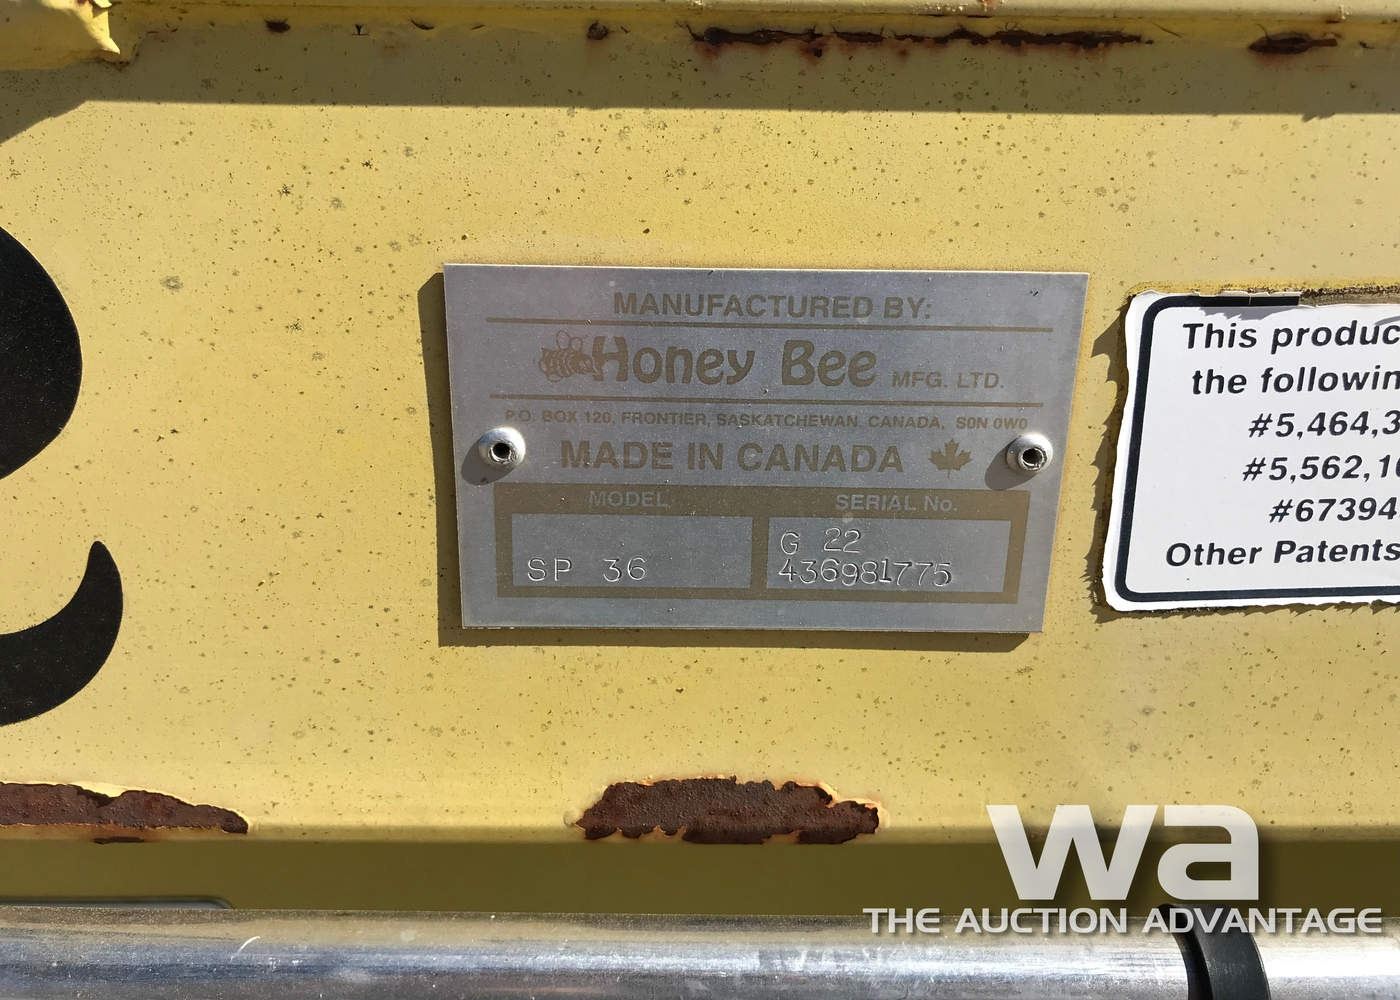 MANUFACTURED BY:
Honey Bee MFG. LTD.
P.O. BOX 120, FRONTIER, SASKATCHEWAN, CANADA, S0N 0W0
MADE IN CANADA
MODEL
SERIAL No.
SP 36
G 22
436981775
This produc
the followin
#5,464,3
#5,562,1
#67394
Other Patents
wa
THE AUCTION ADVANTAGE